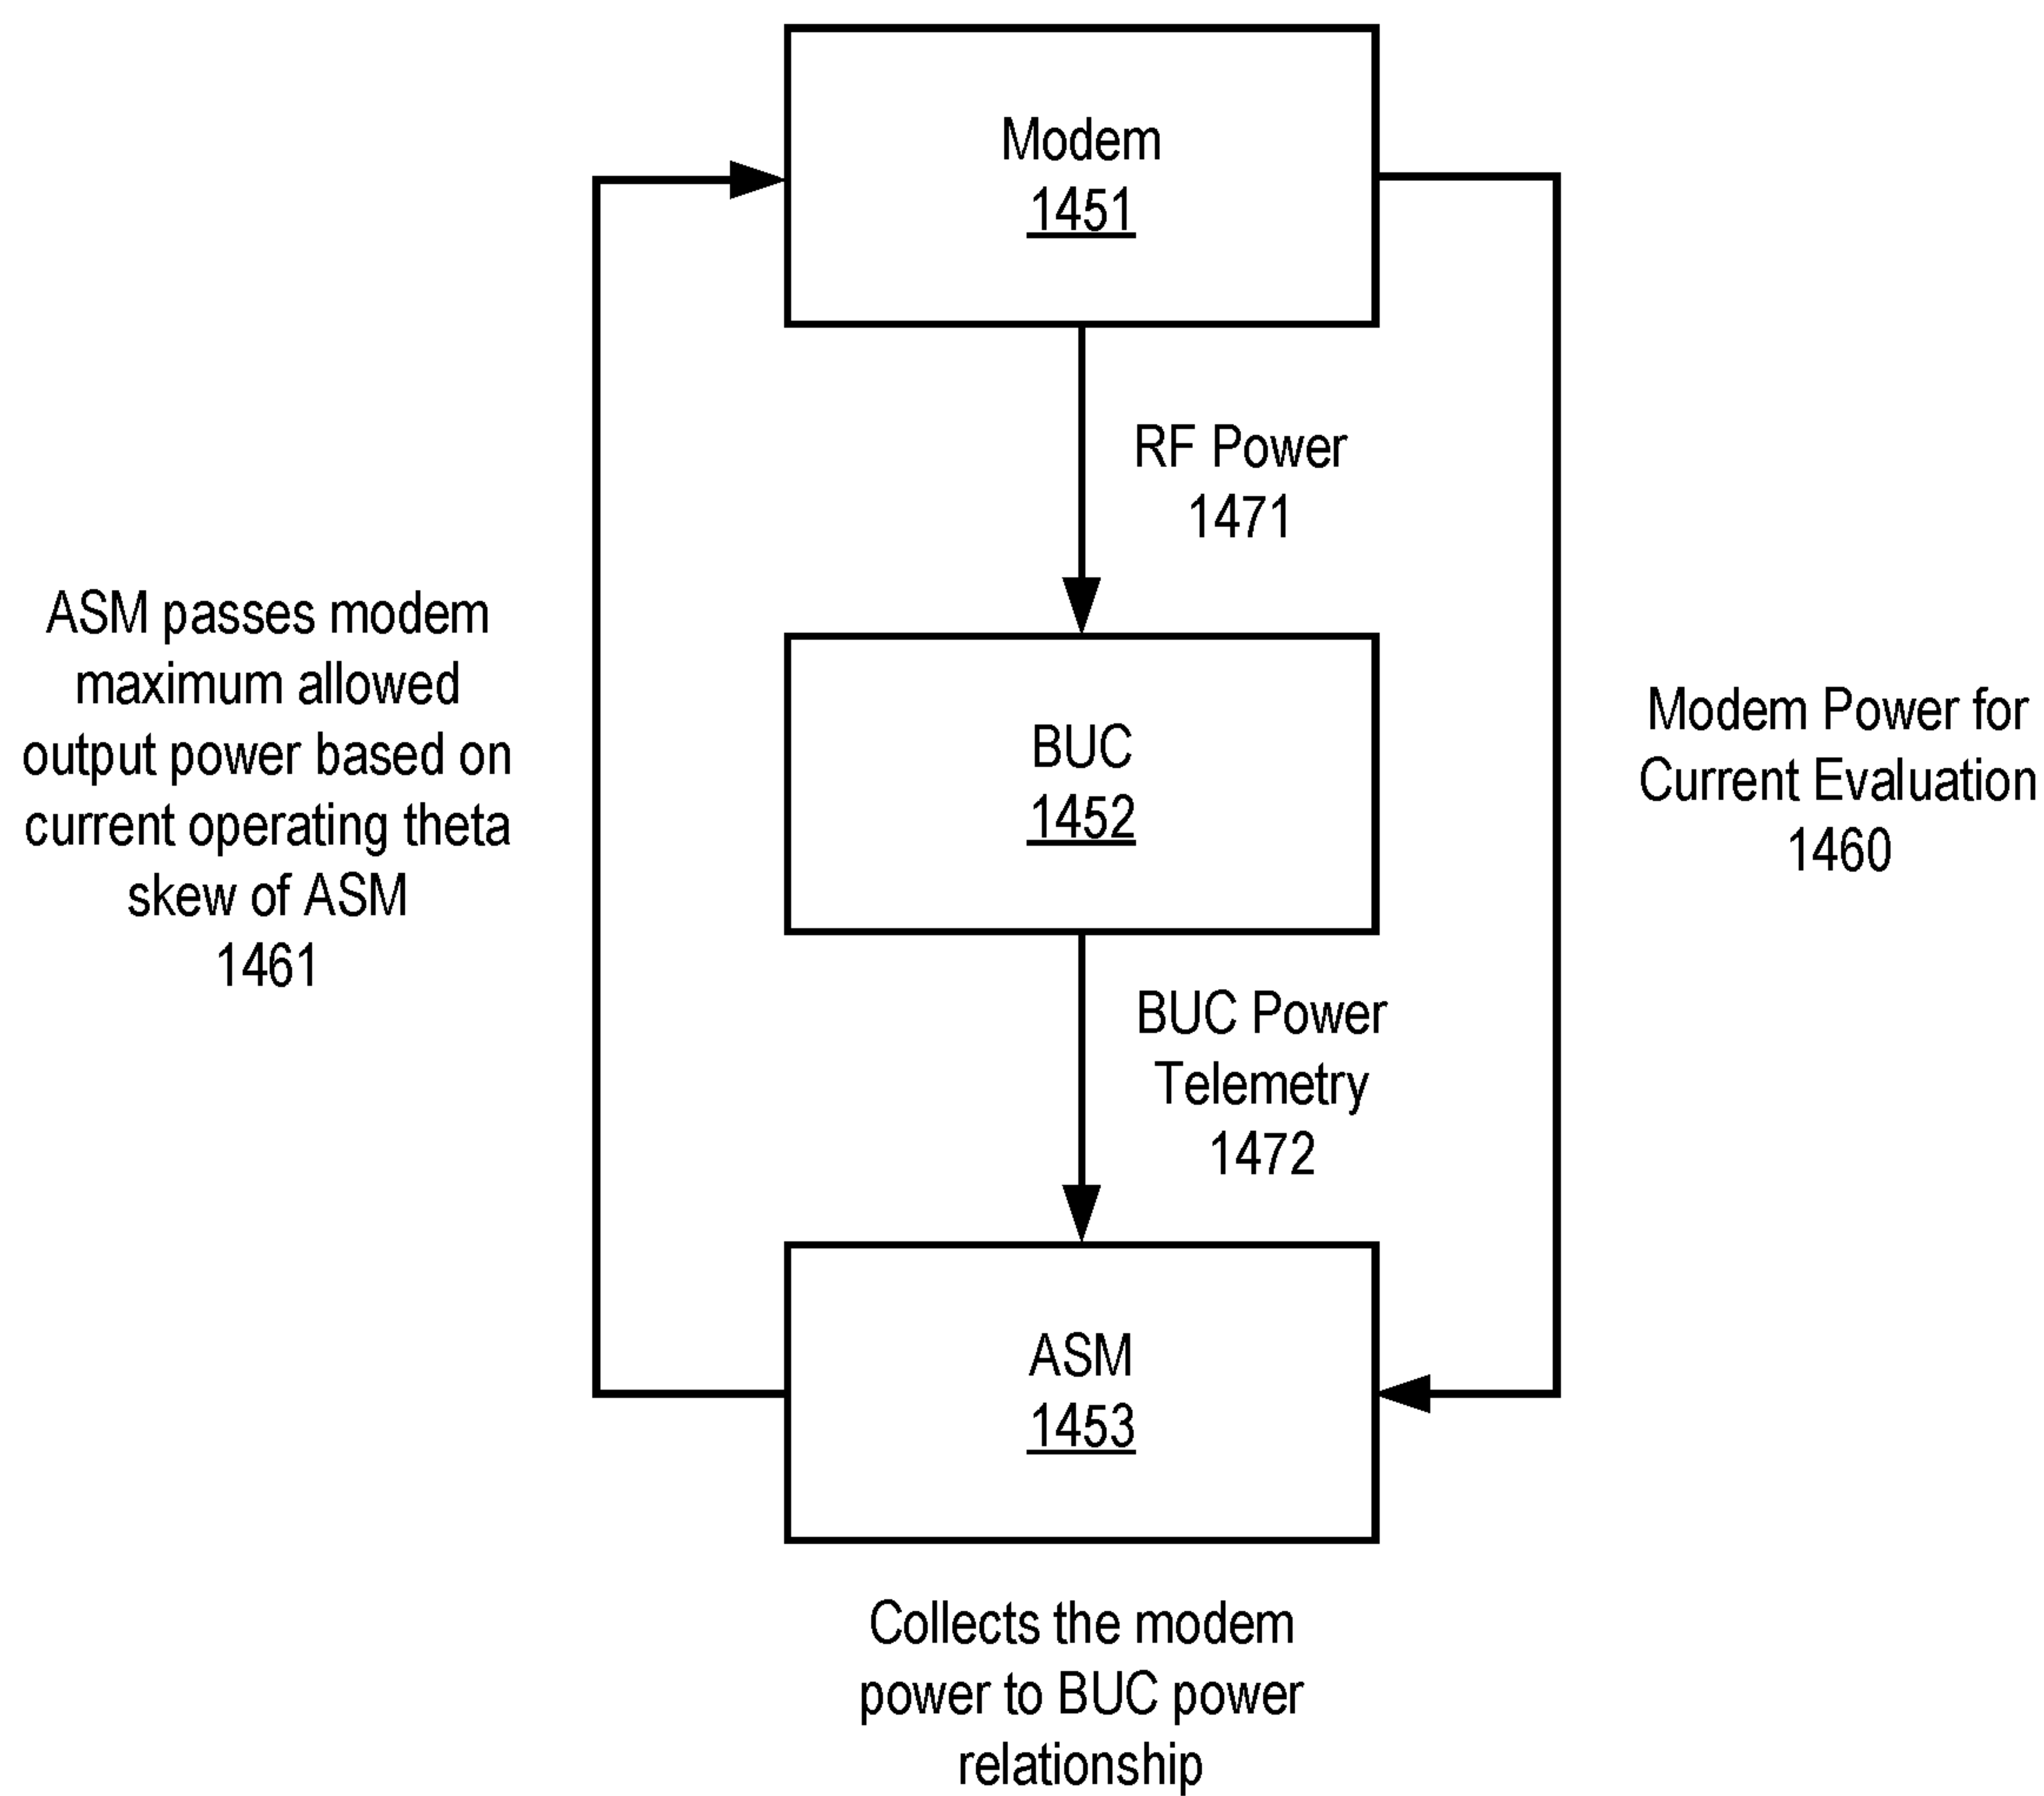 Modem
1451
RF Power
1471
ASM passes modem
maximum allowed
output power based on
current operating theta
skew of ASM
1461
BUC
1452
Modem Power for
Current Evaluation
1460
BUC Power
Telemetry
1472
ASM
1453
Collects the modem
power to BUC power
relationship